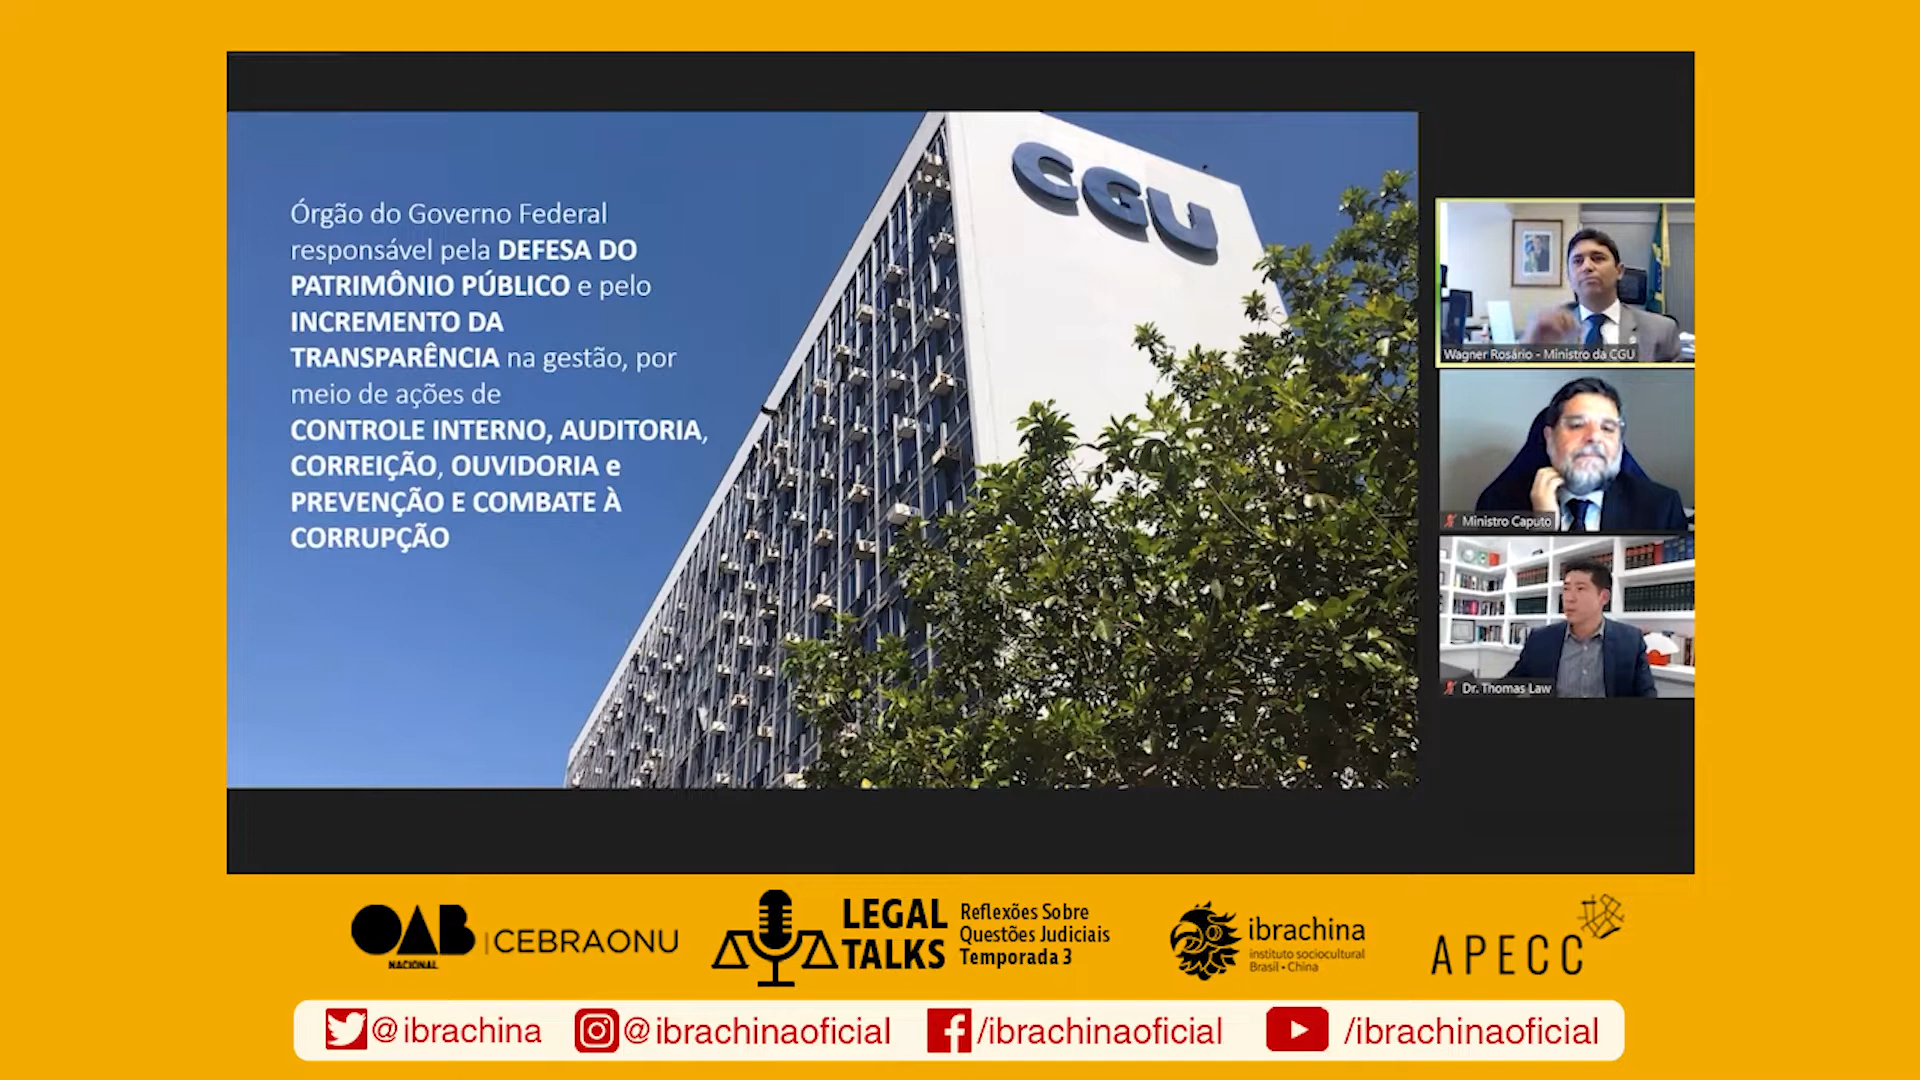 Órgão do Governo Federal
responsável pela DEFESA DO
PATRIMÔNIO PÚBLICO e pelo
INCREMENTO DA
TRANSPARÊNCIA na gestão, por
meio de ações de
CONTROLE INTERNO, AUDITORIA,
CORREIÇÃO, OUVIDORIA e
PREVENÇÃO E COMBATE À
CORRUPÇÃO
CGU
Wagner Rosário - Ministro da CGU
Ministro Caputo
Dr. Thomas Law
OAB
NACIONAL
CEBRAONU
LEGAL
TALKS
Reflexões Sobre
Questões Judiciais
Temporada 3
ibrachina
instituto sociocultural
Brasil • China
APECC
@ibrachina
@ibrachinaoficial
/ibrachinaoficial
/ibrachinaoficial